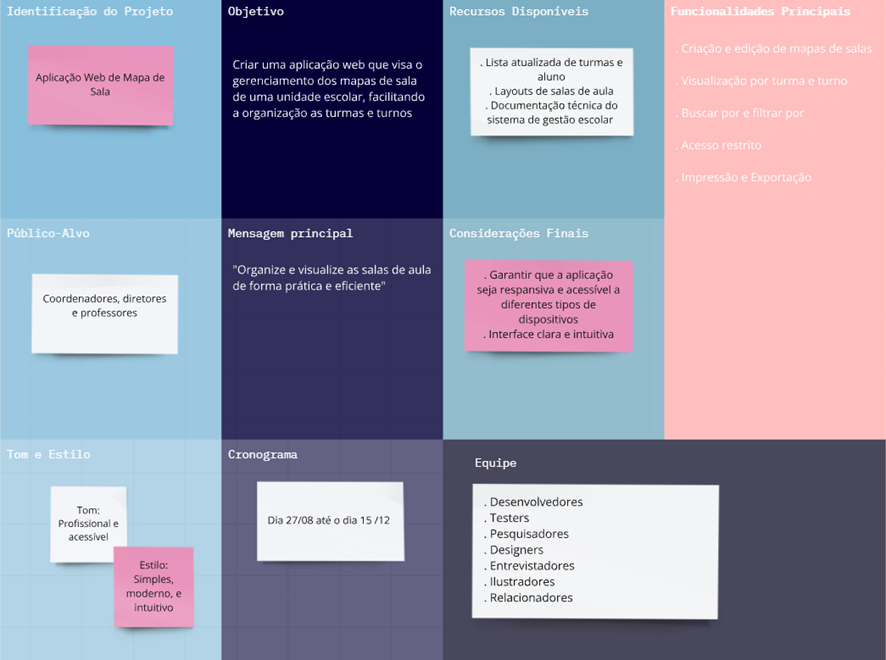 Identificação do Projeto
Aplicação Web de Mapa de
Sala
Objetivo
Criar uma aplicação web que visa o
gerenciamento dos mapas de sala
de uma unidade escolar, facilitando
a organização as turmas e turnos
Recursos Disponíveis
. Lista atualizada de turmas e
aluno
. Layouts de salas de aula
. Documentação técnica do
sistema de gestão escolar
Funcionalidades Principais
. Criação e edição de mapas de salas
. Visualização por turma e turno
. Buscar por e filtrar por
. Acesso restrito
. Impressão e Exportação
Público-Alvo
Coordenadores, diretores
e professores
Mensagem principal
"Organize e visualize as salas de aula
de forma prática e eficiente"
Considerações Finais
. Garantir que a aplicação
seja responsiva e acessível a
diferentes tipos de
dispositivos
. Interface clara e intuitiva
Tom e Estilo
Tom:
Profissional e
acessível
Estilo:
Simples,
moderno, e
intuitivo
Cronograma
Dia 27/08 até o dia 15 /12
Equipe
. Desenvolvedores
. Testers
. Pesquisadores
. Designers
. Entrevistadores
. Ilustradores
. Relacionadores